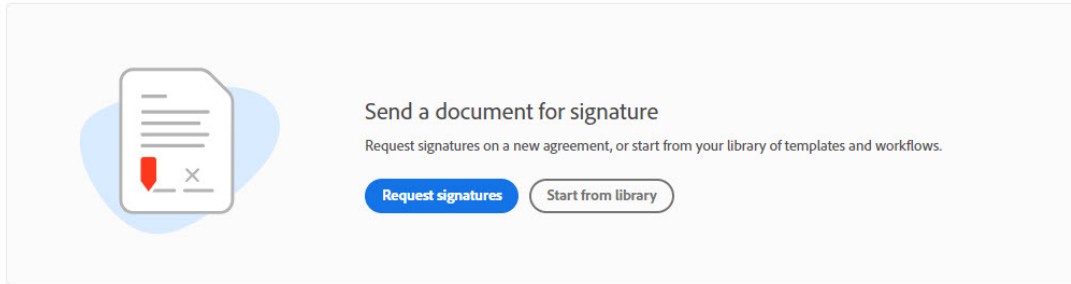 Send a document for signature
Request signatures on a new agreement, or start from your library of templates and workflows.
Request signatures
Start from library